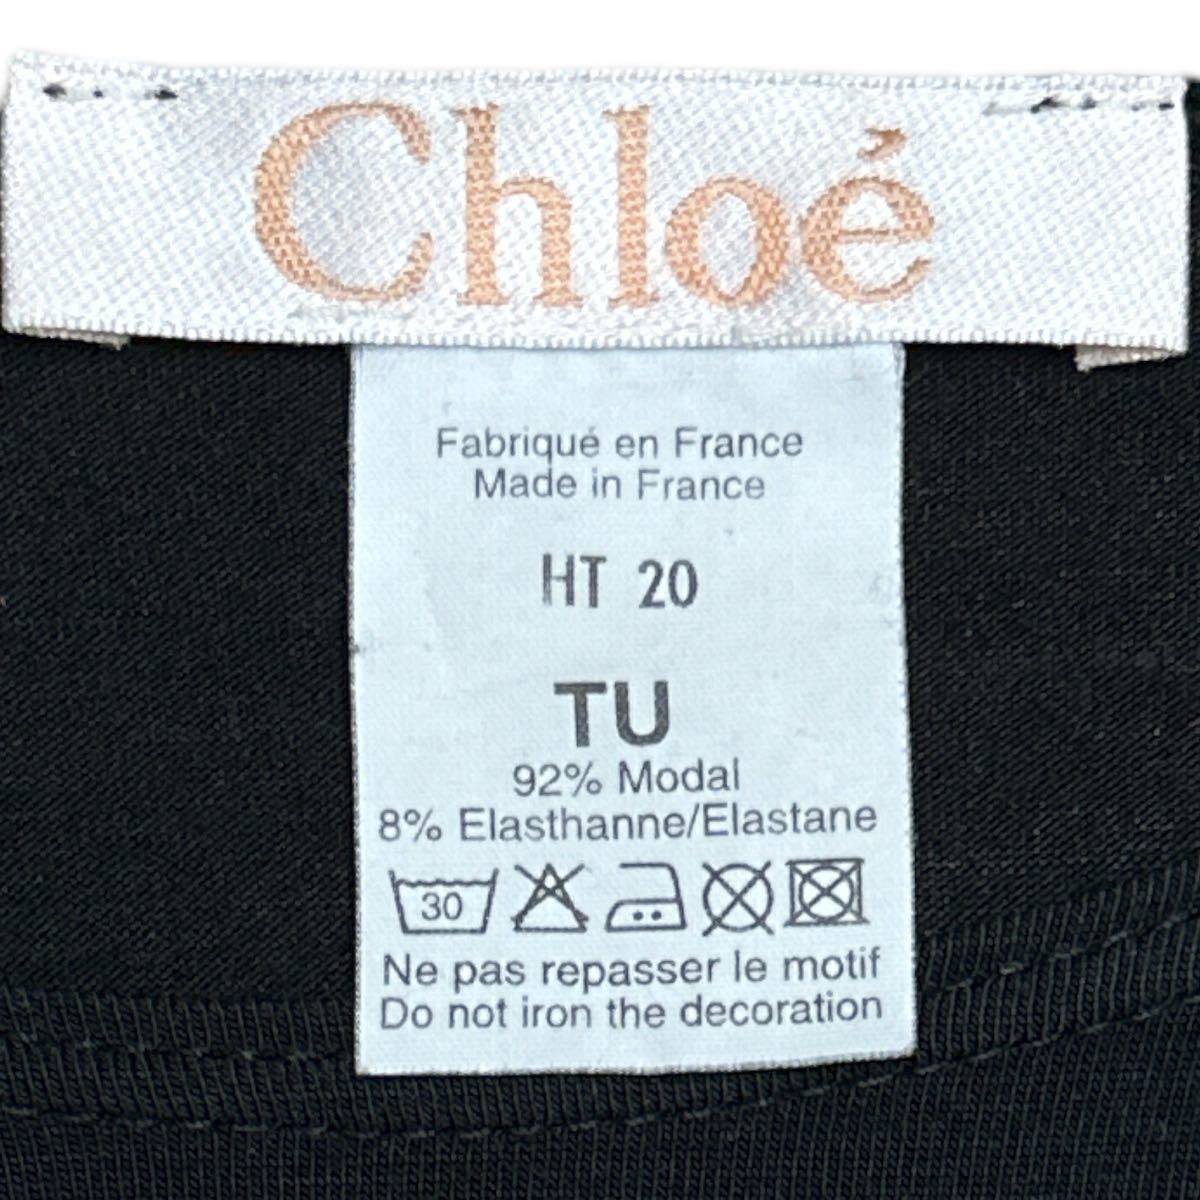 Chloé
Fabriqué en France
Made in France
HT 20
TU
92% Modal
8% Elasthanne/Elastane
30
Ne pas repasser le motif
Do not iron the decoration